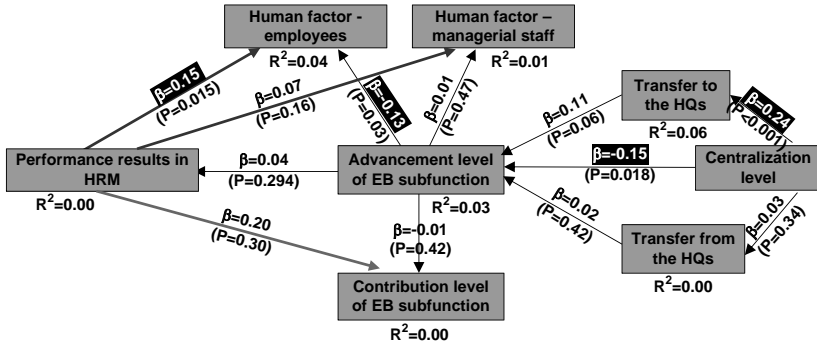 Human factor -
employees
R²=0.04
Human factor –
managerial staff
R²=0.01
β=0.15
(P=0.015)
β=0.07
(P=0.16)
β=-0.13
(P=0.03)
β=0.01
(P=0.47)
β=0.11
(P=0.06)
Transfer to
the HQs
R²=0.06
β=0.24
(P<0.001)
Performance results in
HRM
R²=0.00
β=0.04
(P=0.294)
Advancement level
of EB subfunction
R²=0.03
β=-0.15
(P=0.018)
Centralization
level
β=0.20
(P=0.30)
β=-0.01
(P=0.42)
β=0.02
(P=0.42)
Transfer from
the HQs
R²=0.00
β=0.03
(P=0.34)
Contribution level
of EB subfunction
R²=0.00